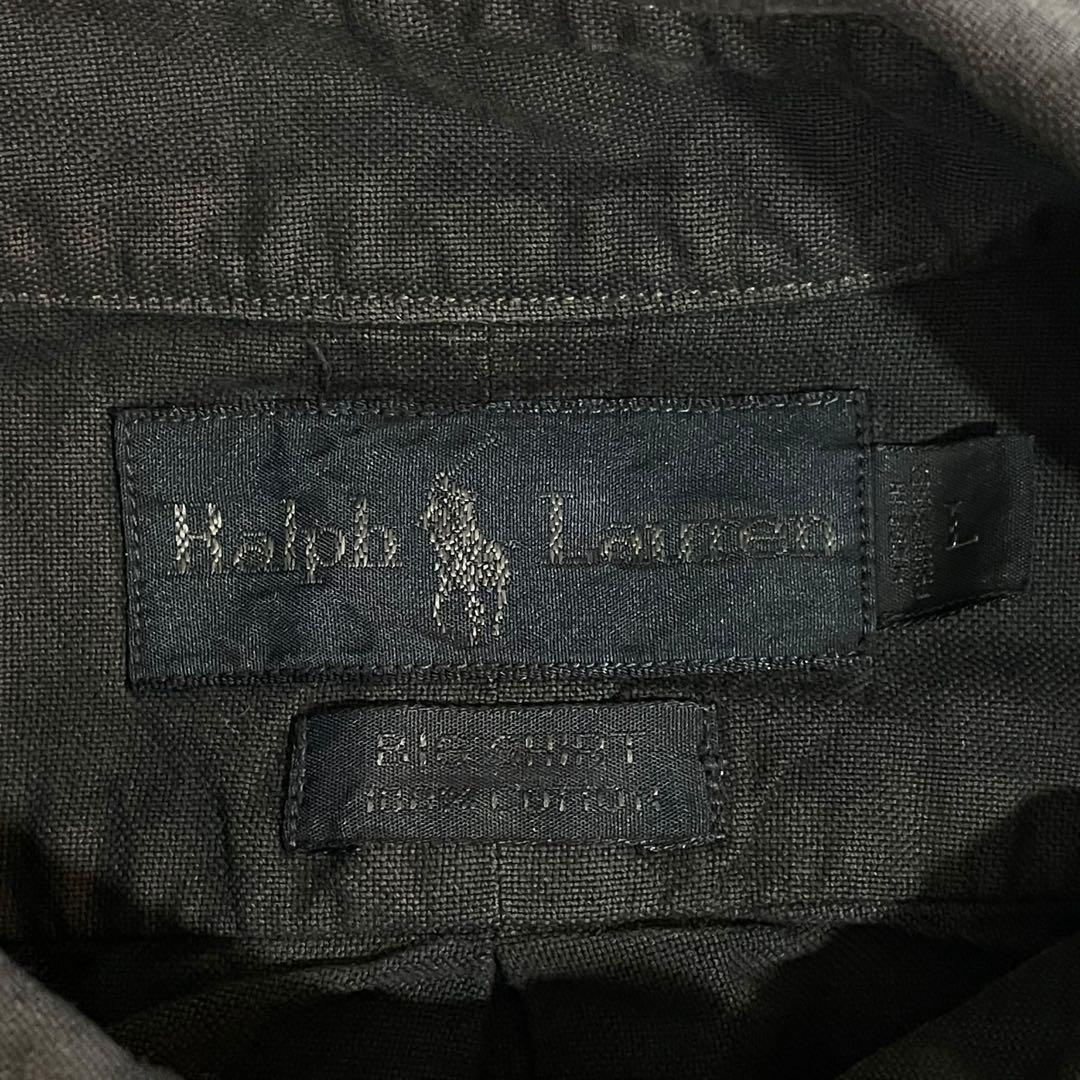 Ralph Lauren
L
BIG SHIRT
100% COTTON